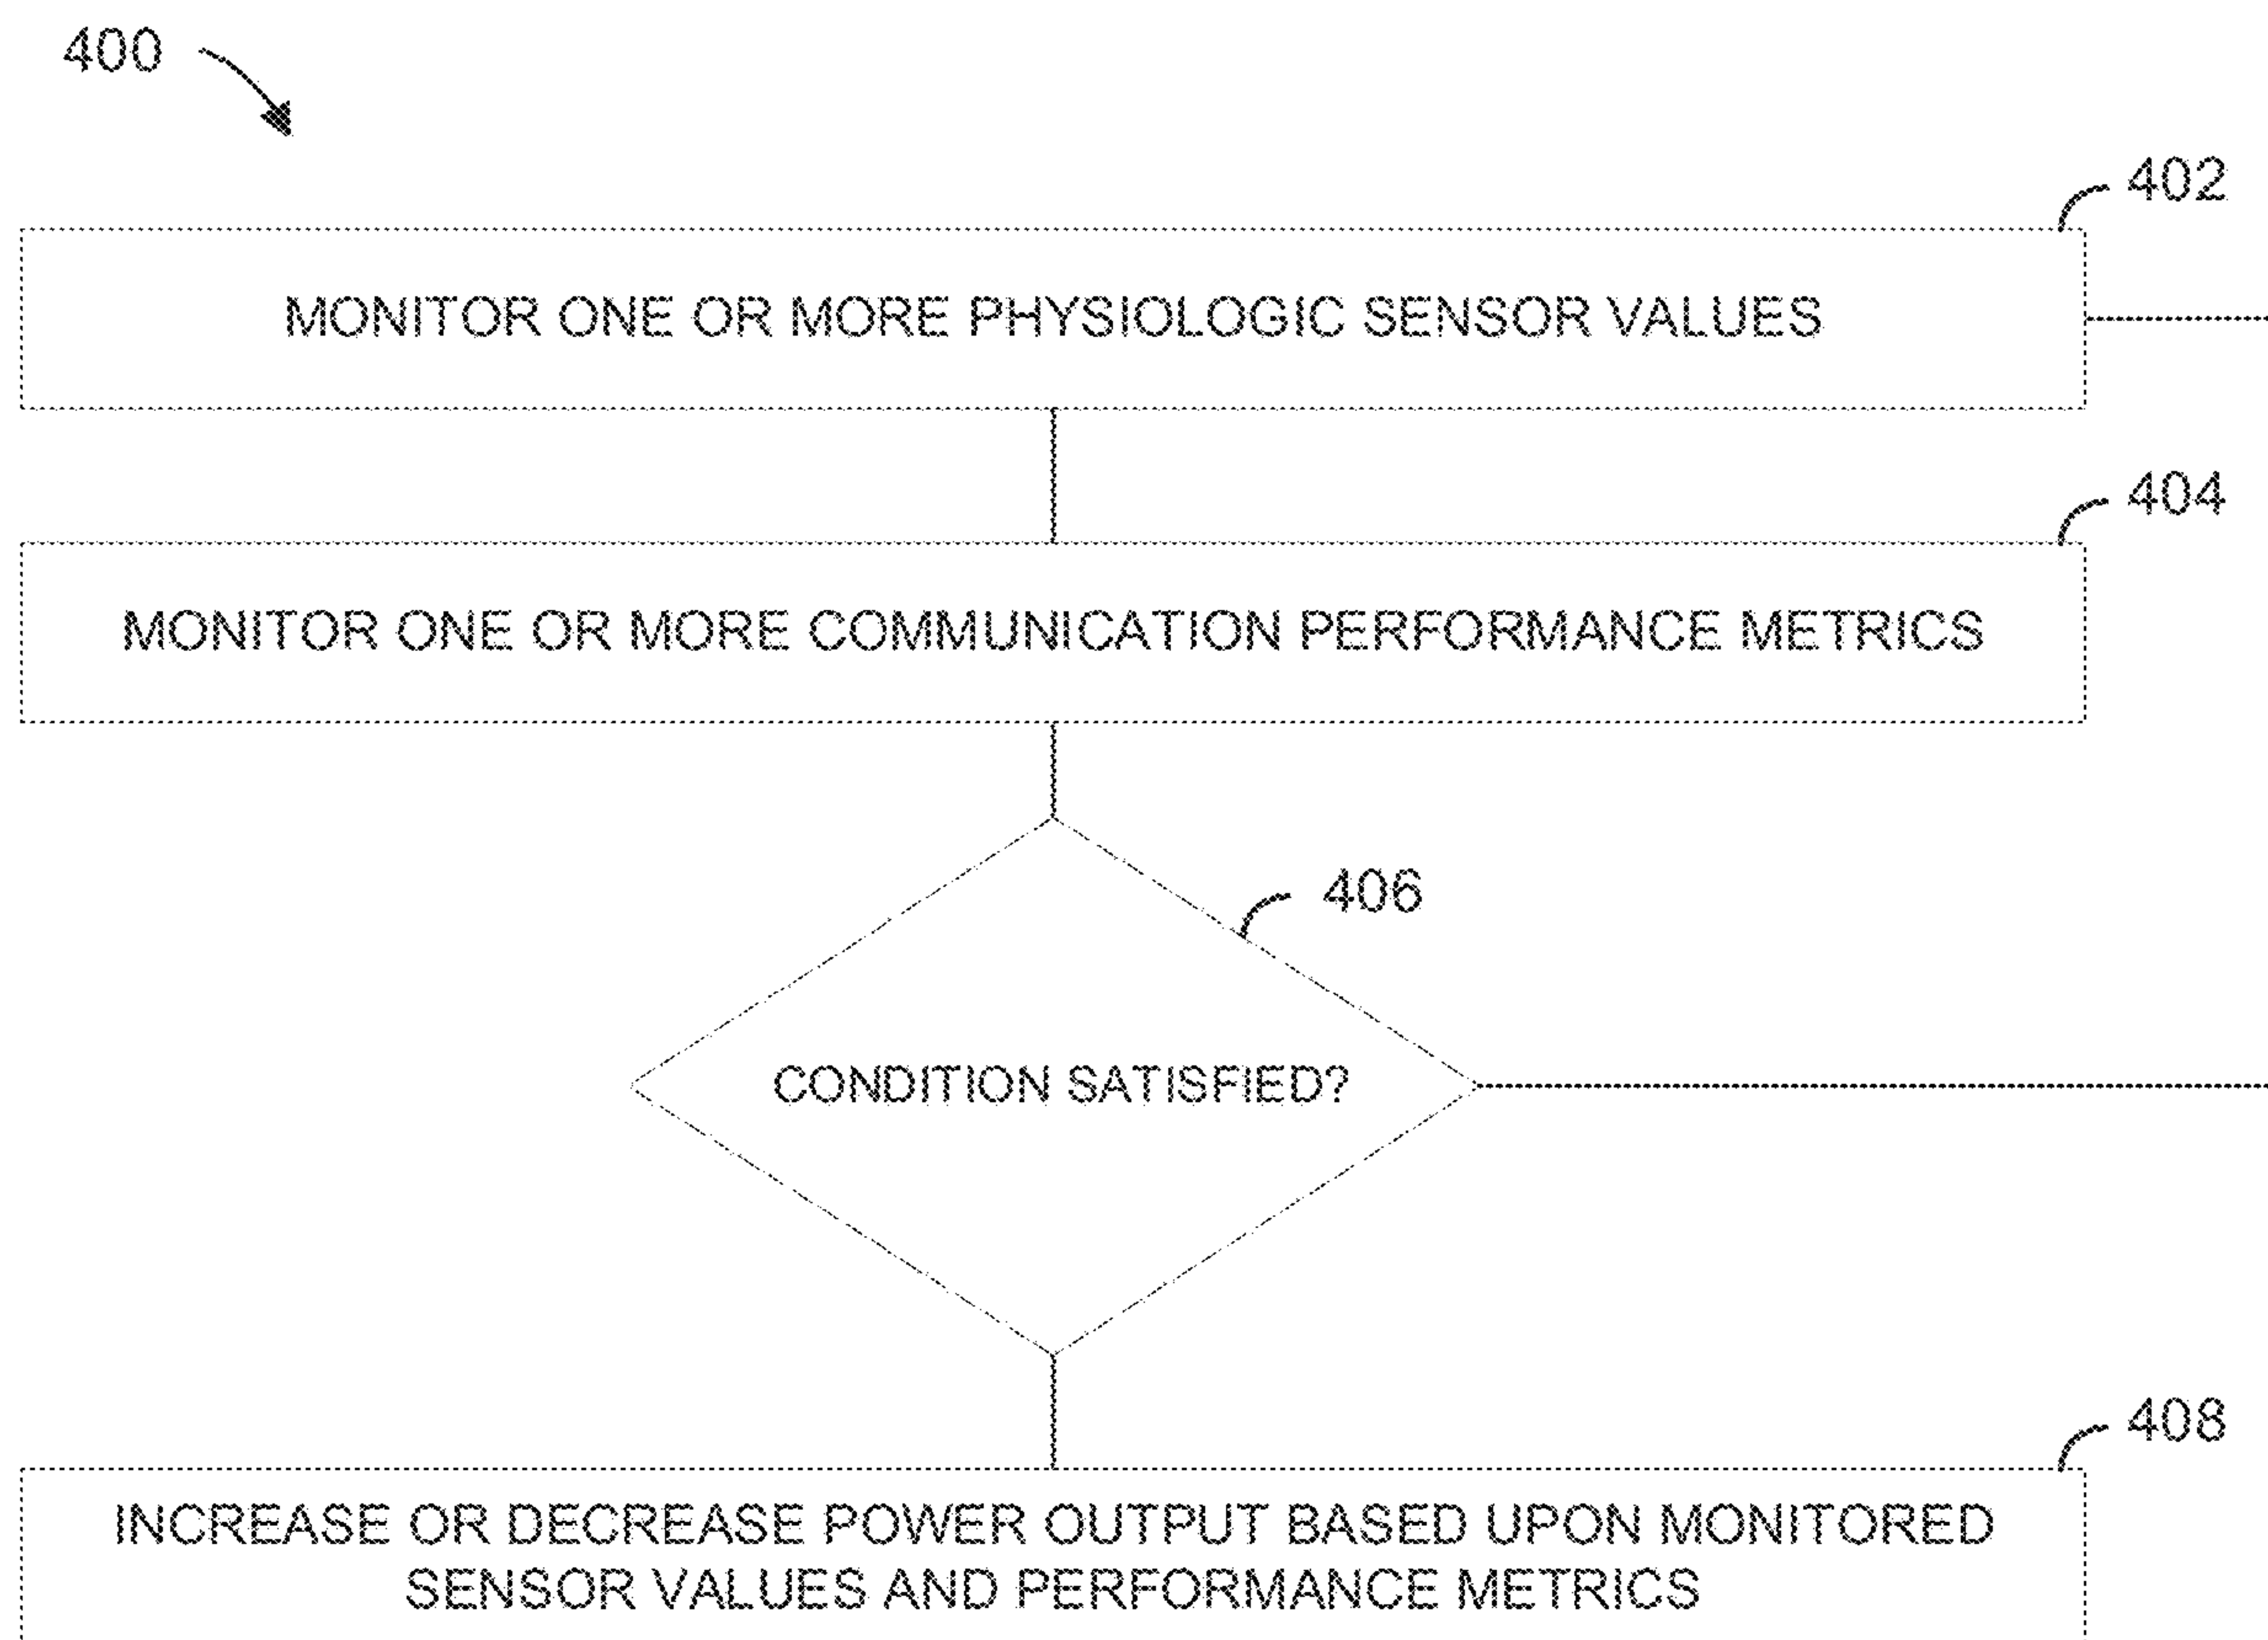 400
402
MONITOR ONE OR MORE PHYSIOLOGIC SENSOR VALUES
404
MONITOR ONE OR MORE COMMUNICATION PERFORMANCE METRICS
406
CONDITION SATISFIED?
408
INCREASE OR DECREASE POWER OUTPUT BASED UPON MONITORED
SENSOR VALUES AND PERFORMANCE METRICS